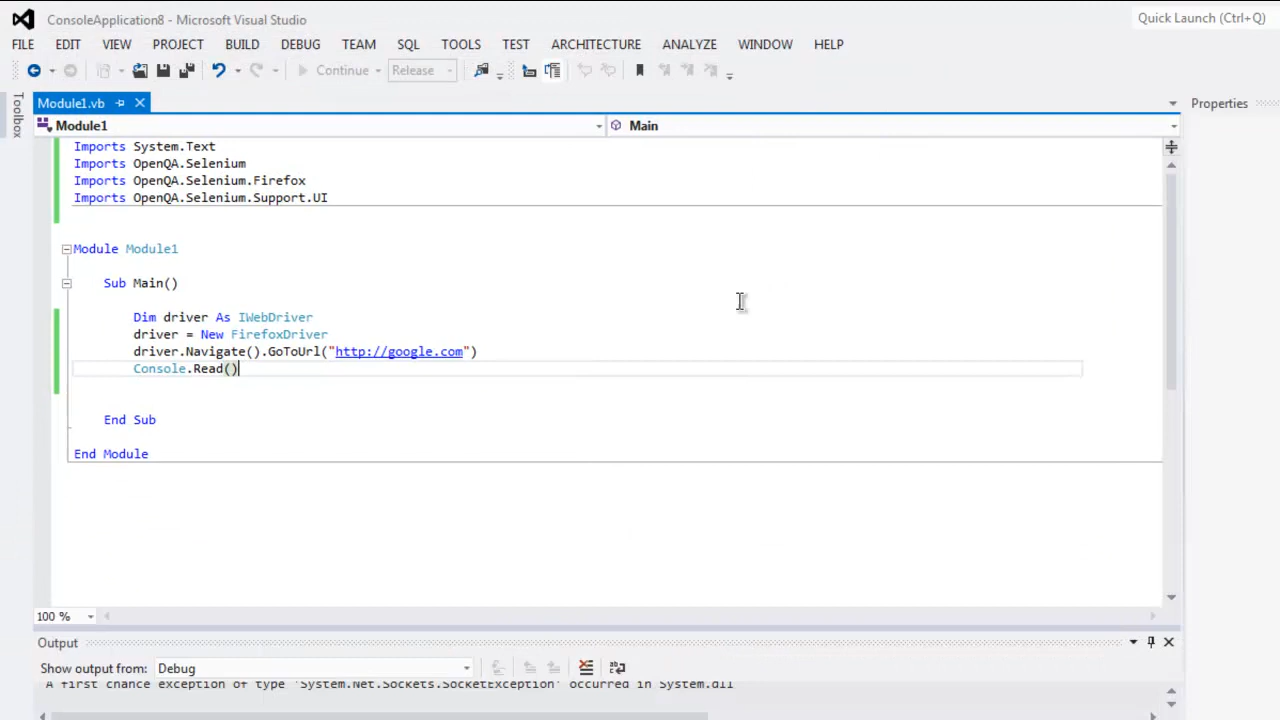 ConsoleApplication8 - Microsoft Visual Studio
Quick Launch (Ctrl+Q)
FILE EDIT VIEW PROJECT BUILD DEBUG TEAM SQL TOOLS TEST ARCHITECTURE ANALYZE WINDOW HELP
Continue Release
Toolbox
Module1.vb
Properties
Module1 Main
Imports System.Text
Imports OpenQA.Selenium
Imports OpenQA.Selenium.Firefox
Imports OpenQA.Selenium.Support.UI
Module Module1
Sub Main()
Dim driver As IWebDriver
driver = New FirefoxDriver
driver.Navigate().GoToUrl("http://google.com")
Console.Read()
End Sub
End Module
100 %
Output
Show output from: Debug
A first chance exception of type 'System.Net.Sockets.SocketException' occurred in System.dll